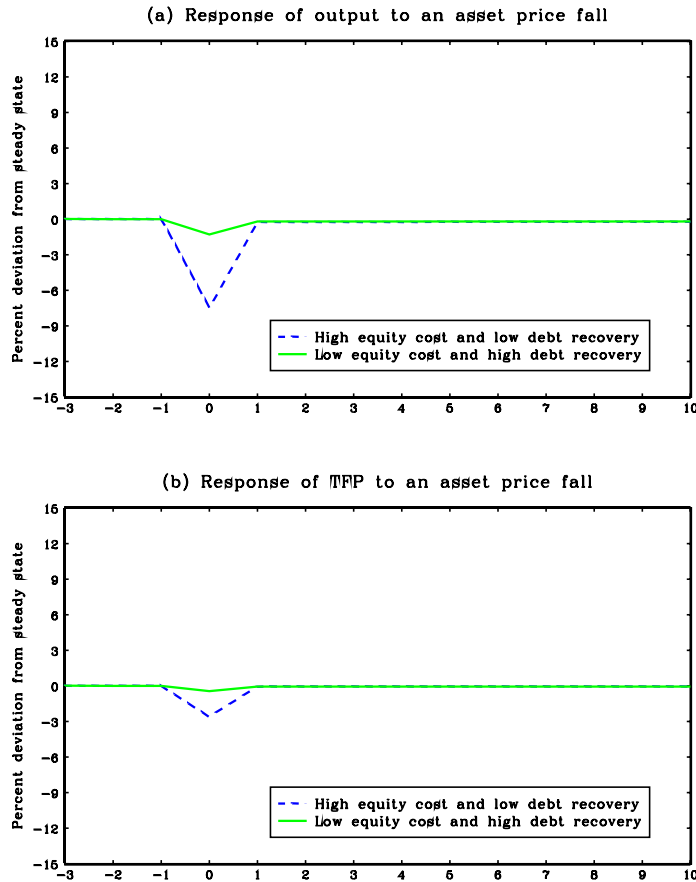 (a) Response of output to an asset price fall
Percent deviation from steady state
15
12
9
6
3
0
-3
-6
-9
-12
-15
High equity cost and low debt recovery
Low equity cost and high debt recovery
-3 -2 -1 0 1 2 3 4 5 6 7 8 9 10
(b) Response of TFP to an asset price fall
Percent deviation from steady state
15
12
9
6
3
0
-3
-6
-9
-12
-15
High equity cost and low debt recovery
Low equity cost and high debt recovery
-3 -2 -1 0 1 2 3 4 5 6 7 8 9 10